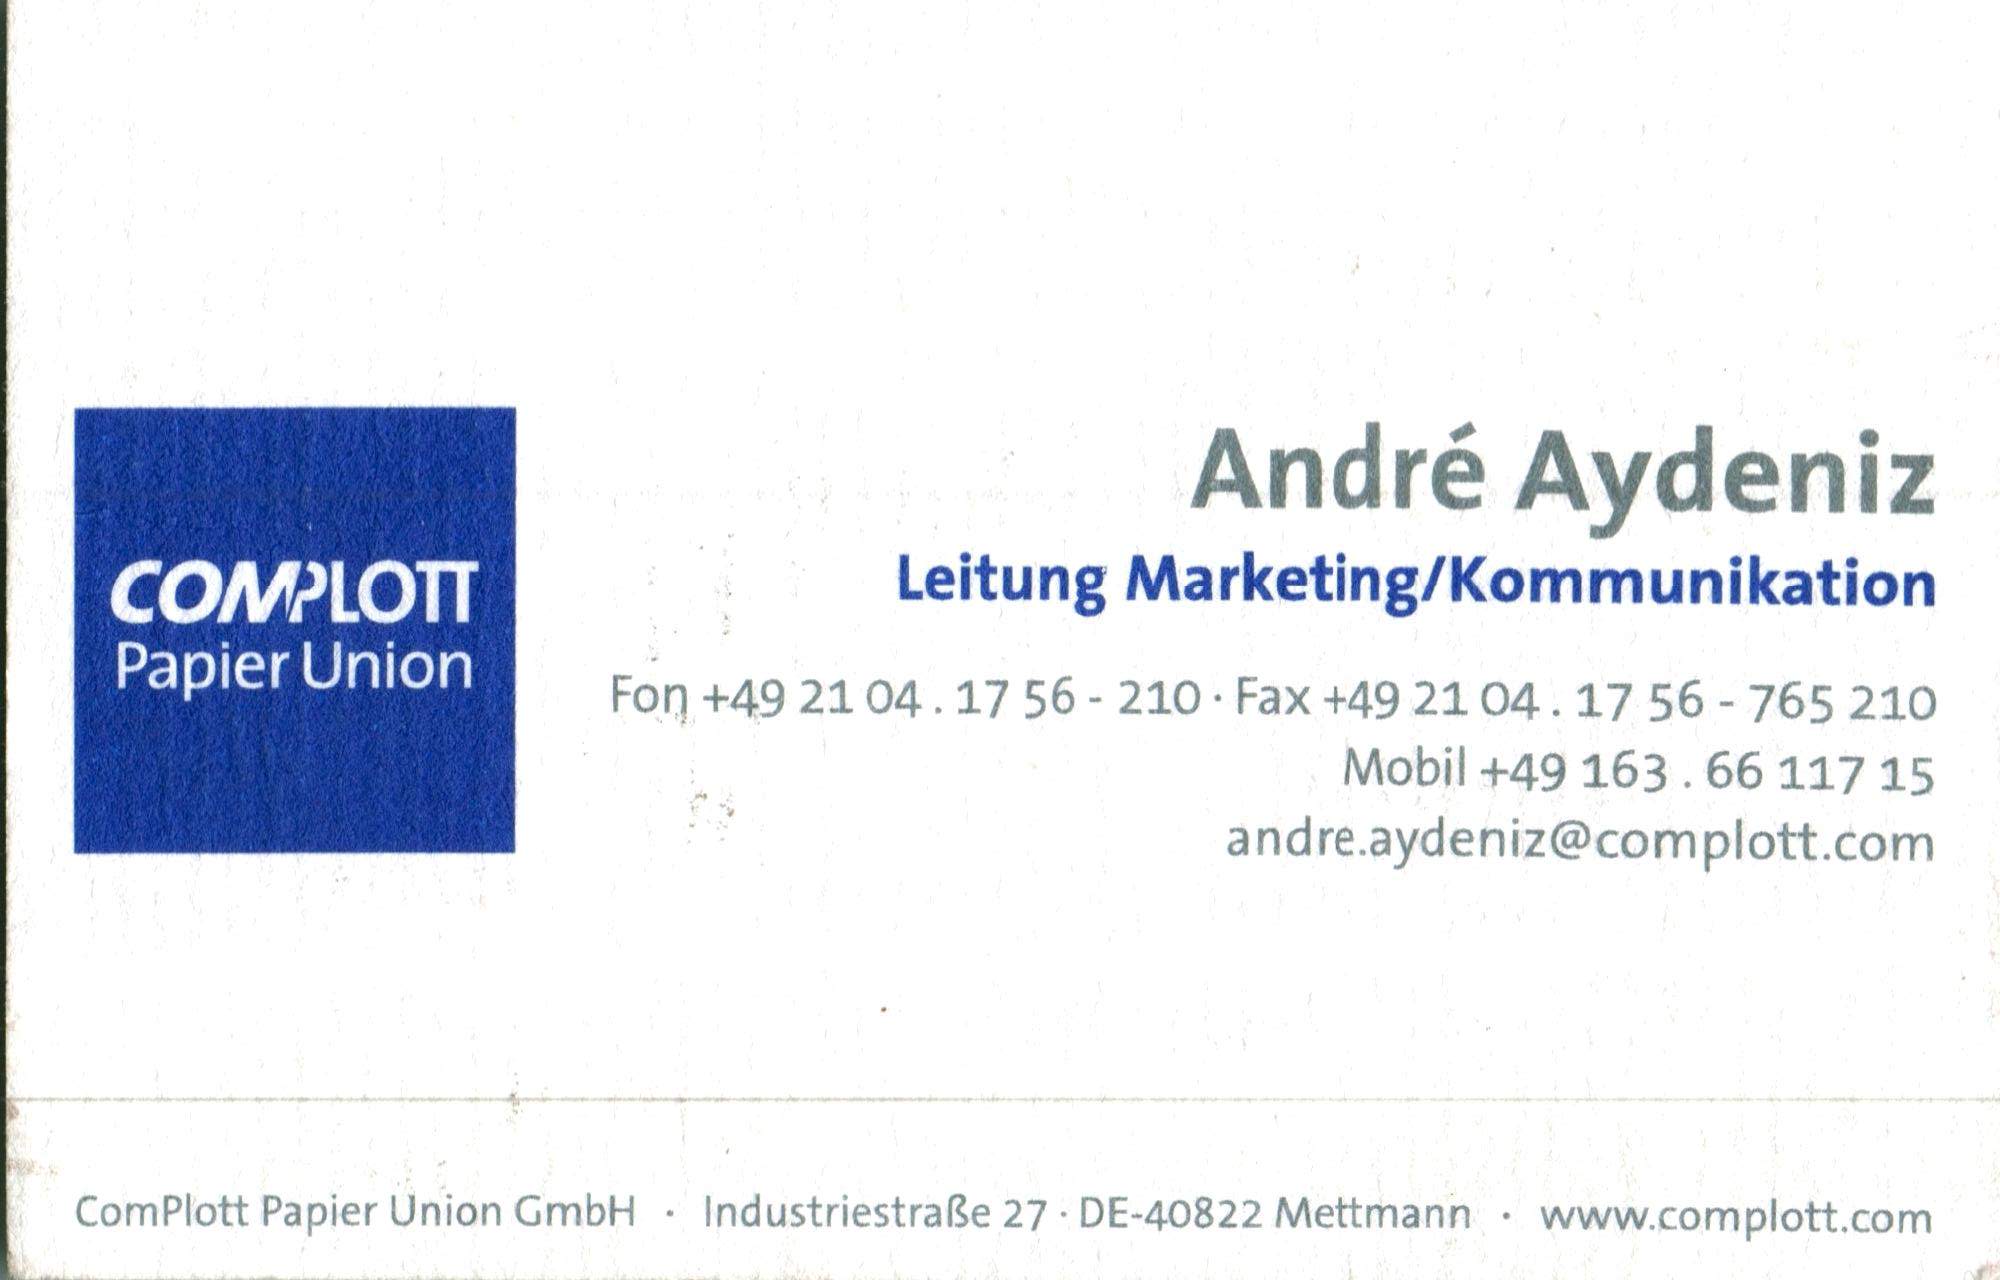 COMPLOTT
Papier Union
André Aydeniz
Leitung Marketing/Kommunikation
Fon +49 21 04 . 17 56 - 210 · Fax +49 21 04 . 17 56 - 765 210
Mobil +49 163 . 66 117 15
andre.aydeniz@complott.com
ComPlott Papier Union GmbH · Industriestraße 27 · DE-40822 Mettmann · www.complott.com